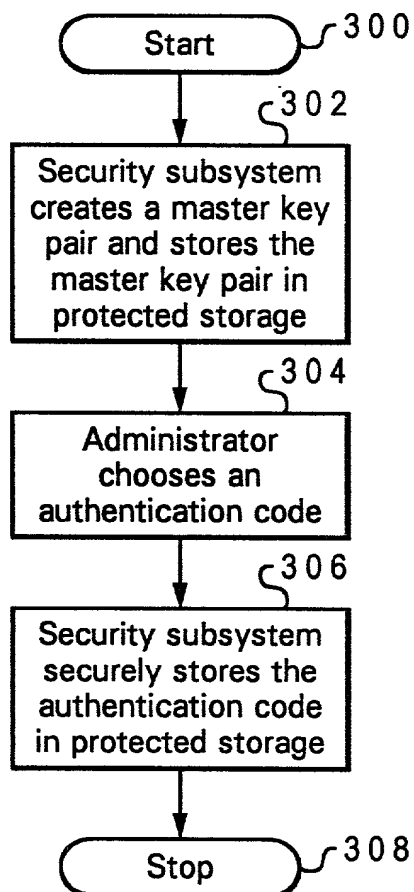 Start
300
302
Security subsystem
creates a master key
pair and stores the
master key pair in
protected storage
304
Administrator
chooses an
authentication code
306
Security subsystem
securely stores the
authentication code
in protected storage
Stop
308